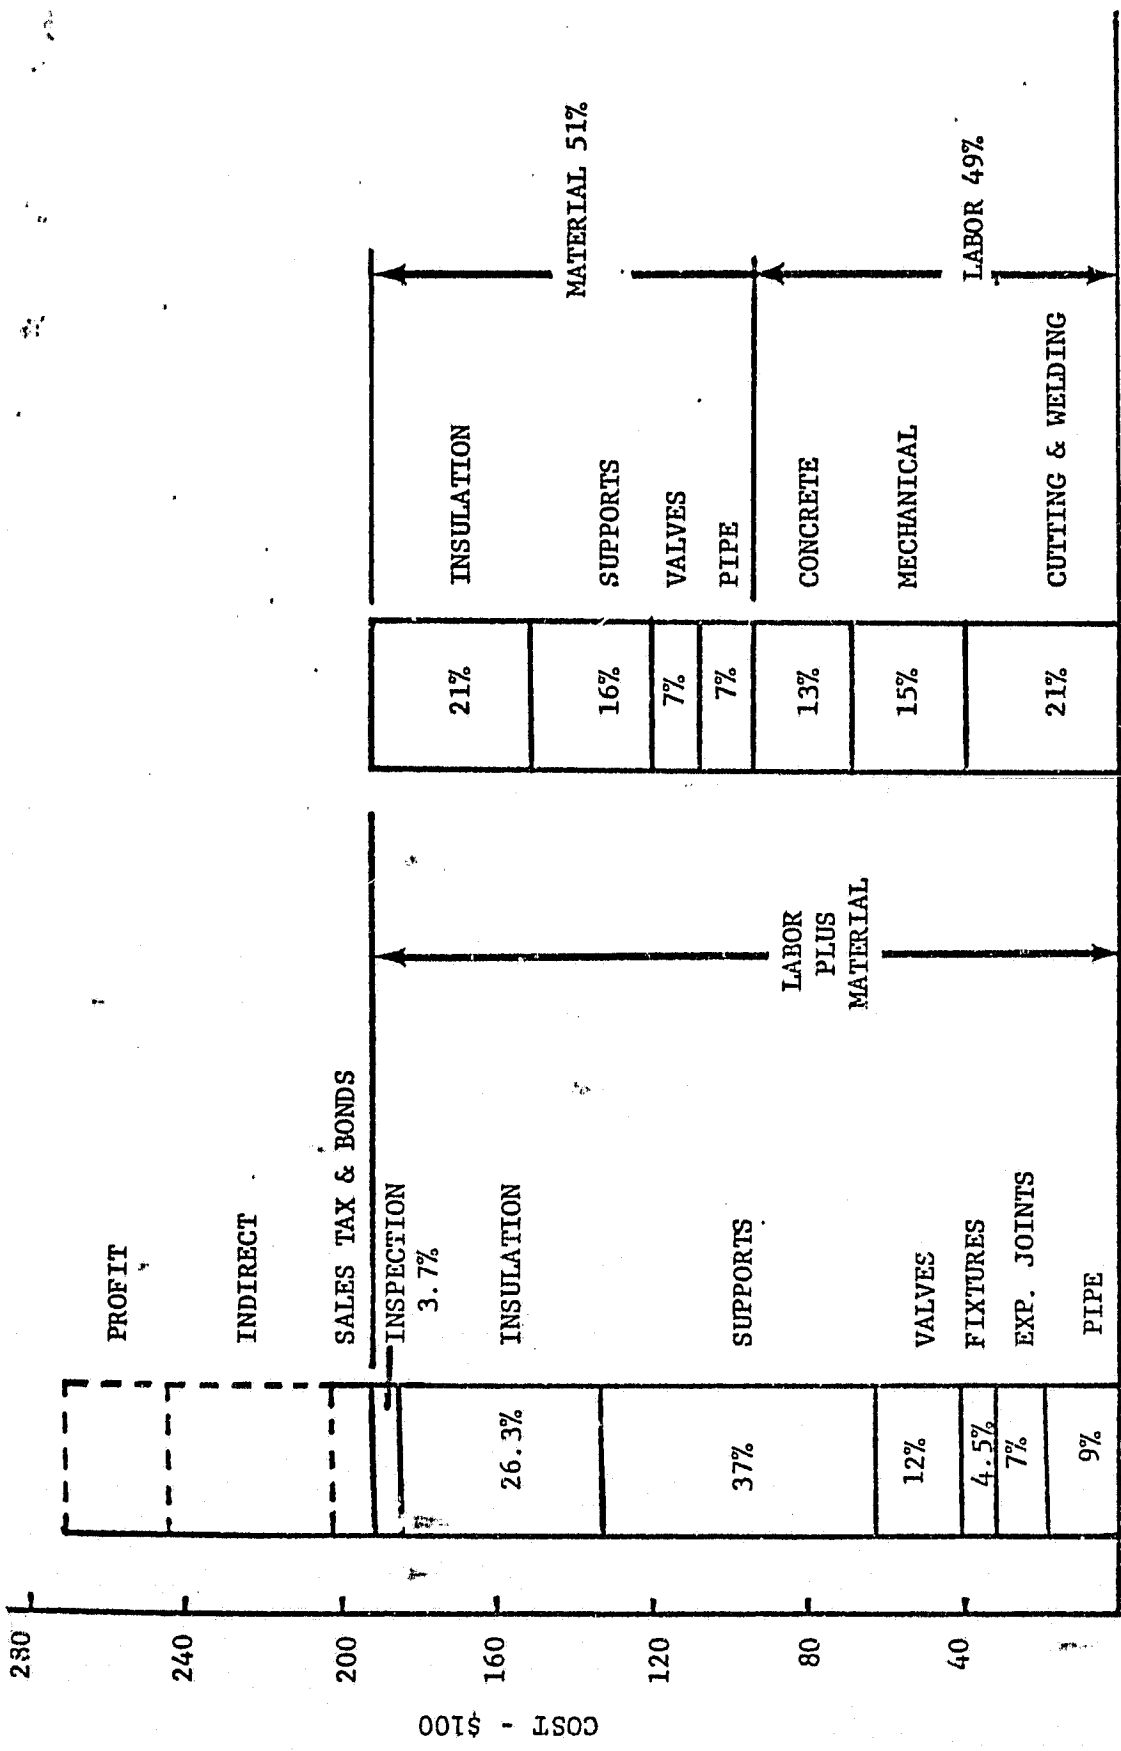 280
240
200
160
120
80
40
COST - $100
PROFIT
INDIRECT
SALES TAX & BONDS
INSPECTION
3.7%
INSULATION
26.3%
SUPPORTS
37%
VALVES
12%
FIXTURES
4.5%
EXP. JOINTS
7%
PIPE
9%
LABOR
PLUS
MATERIAL
21%
INSULATION
16%
SUPPORTS
7%
VALVES
7%
PIPE
13%
CONCRETE
15%
MECHANICAL
21%
CUTTING & WELDING
MATERIAL 51%
LABOR 49%